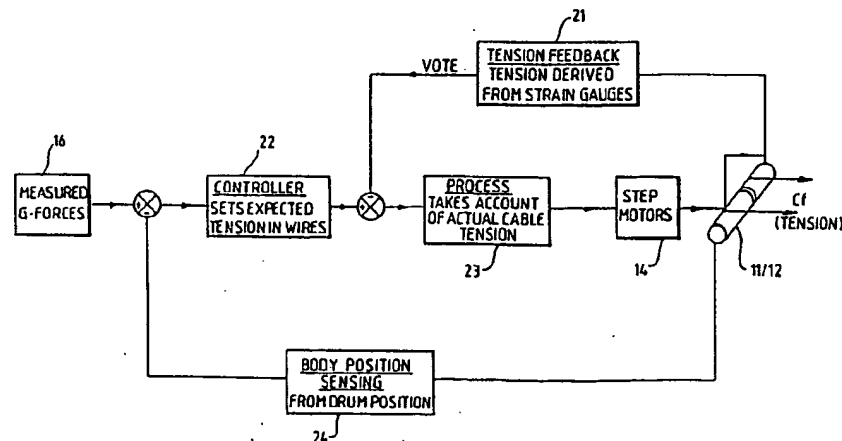 21
TENSION FEEDBACK
TENSION DERIVED
FROM STRAIN GAUGES
VOTE
16
MEASURED
G-FORCES
22
CONTROLLER
SETS EXPECTED
TENSION IN WIRES
PROCESS
TAKES ACCOUNT
OF ACTUAL CABLE
TENSION
23
STEP
MOTORS
14
Cf
(TENSION)
11/12
BODY POSITION
SENSING
FROM DRUM POSITION
24